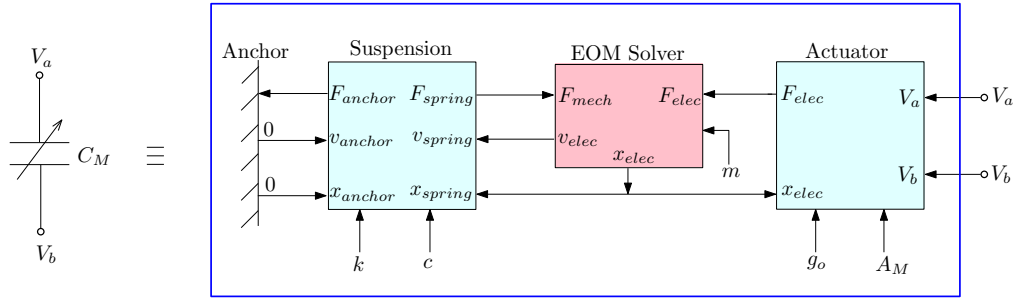 V_a
C_M
V_b
≡
Anchor
Suspension
EOM Solver
Actuator
F_anchor F_spring
F_mech F_elec
F_elec
V_a
V_a
0
v_anchor v_spring
v_elec
x_elec
m
0
x_anchor x_spring
x_elec
V_b
V_b
k
c
g_o
A_M